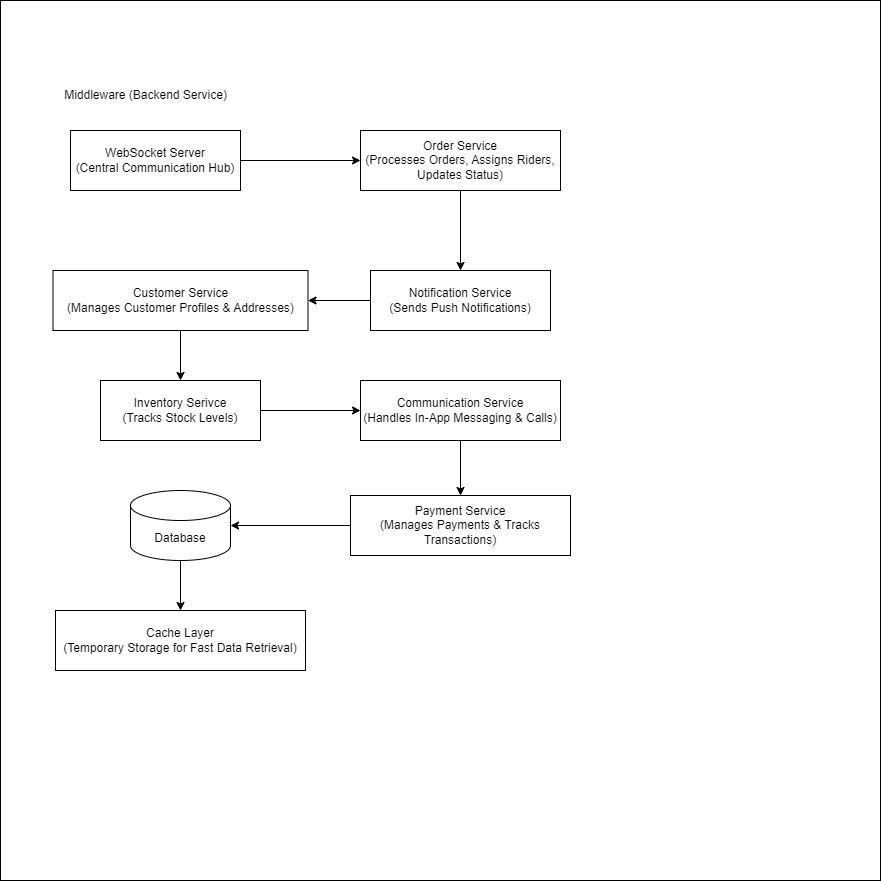 Middleware (Backend Service)
WebSocket Server
(Central Communication Hub)
Order Service
(Processes Orders, Assigns Riders,
Updates Status)
Customer Service
(Manages Customer Profiles & Addresses)
Notification Service
(Sends Push Notifications)
Inventory Serivce
(Tracks Stock Levels)
Communication Service
(Handles In-App Messaging & Calls)
Database
Payment Service
(Manages Payments & Tracks
Transactions)
Cache Layer
(Temporary Storage for Fast Data Retrieval)